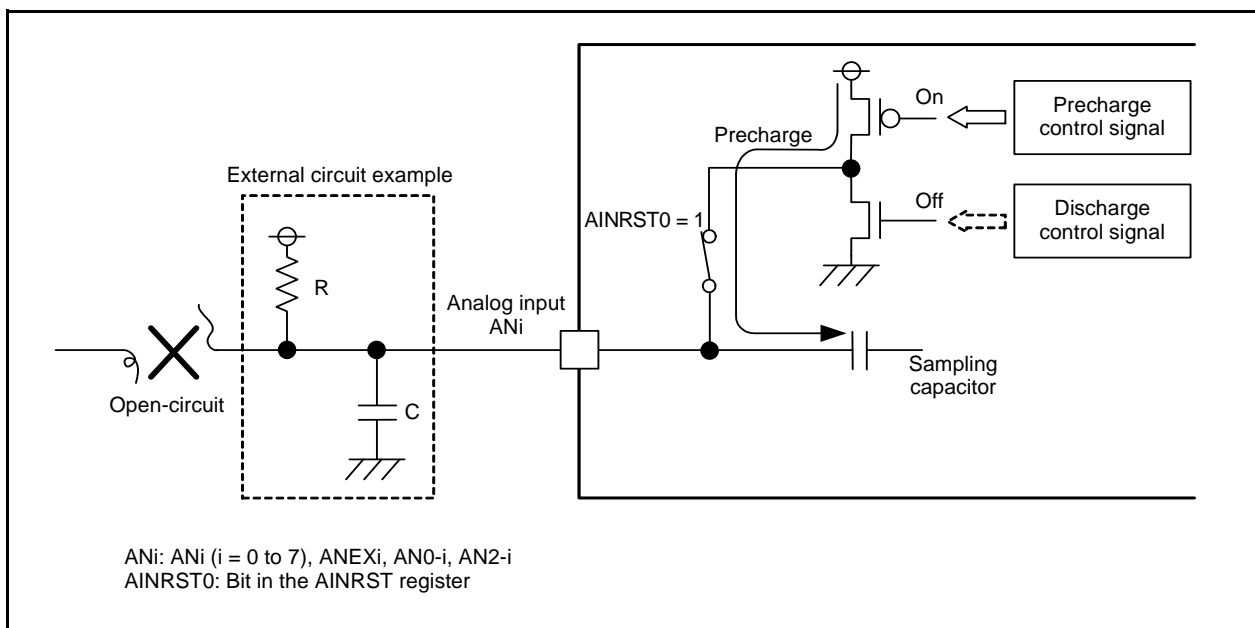 On
Precharge
control signal
Precharge
External circuit example
Off
Discharge
control signal
AINRST0 = 1
R
Analog input
ANi
Sampling
capacitor
Open-circuit
C
ANi: ANi (i = 0 to 7), ANEXi, AN0-i, AN2-i
AINRST0: Bit in the AINRST register